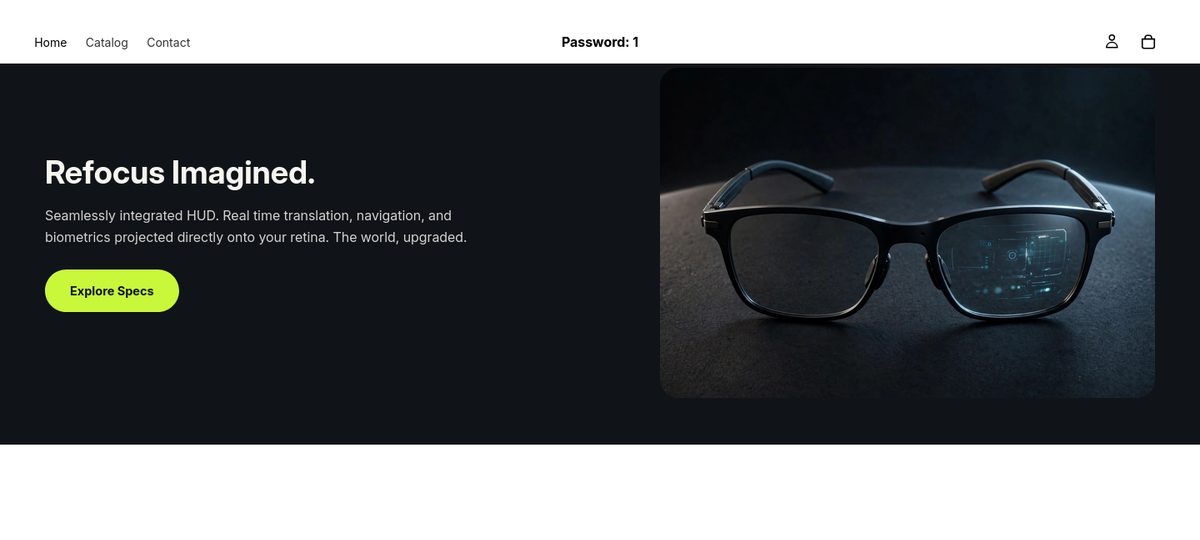 Home
Catalog
Contact
Password: 1
Refocus Imagined.
Seamlessly integrated HUD. Real time translation, navigation, and
biometrics projected directly onto your retina. The world, upgraded.
Explore Specs